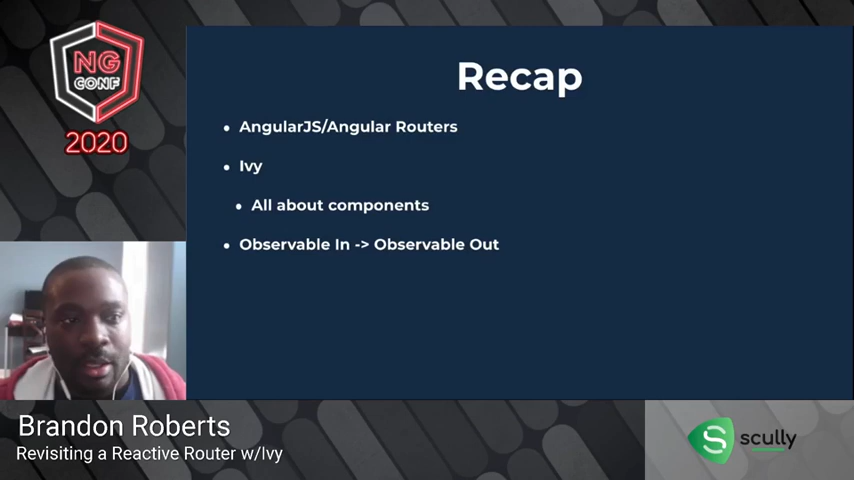 NG
CONF
2020
Recap
AngularJS/Angular Routers
Ivy
All about components
Observable In -> Observable Out
Brandon Roberts
Revisiting a Reactive Router w/Ivy
S scully